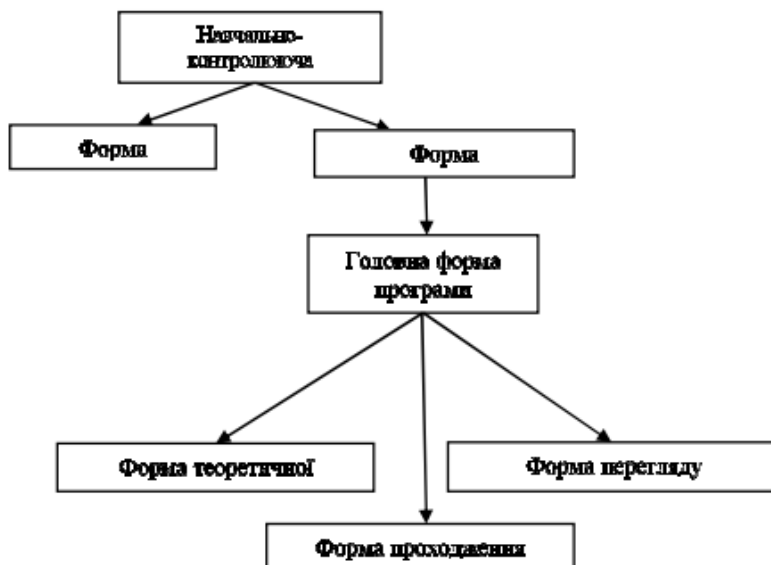 Навчально-
контролююча
Форма
Форма
Головна форма
програми
Форма теоретичної
Форма перегляду
Форма проходження